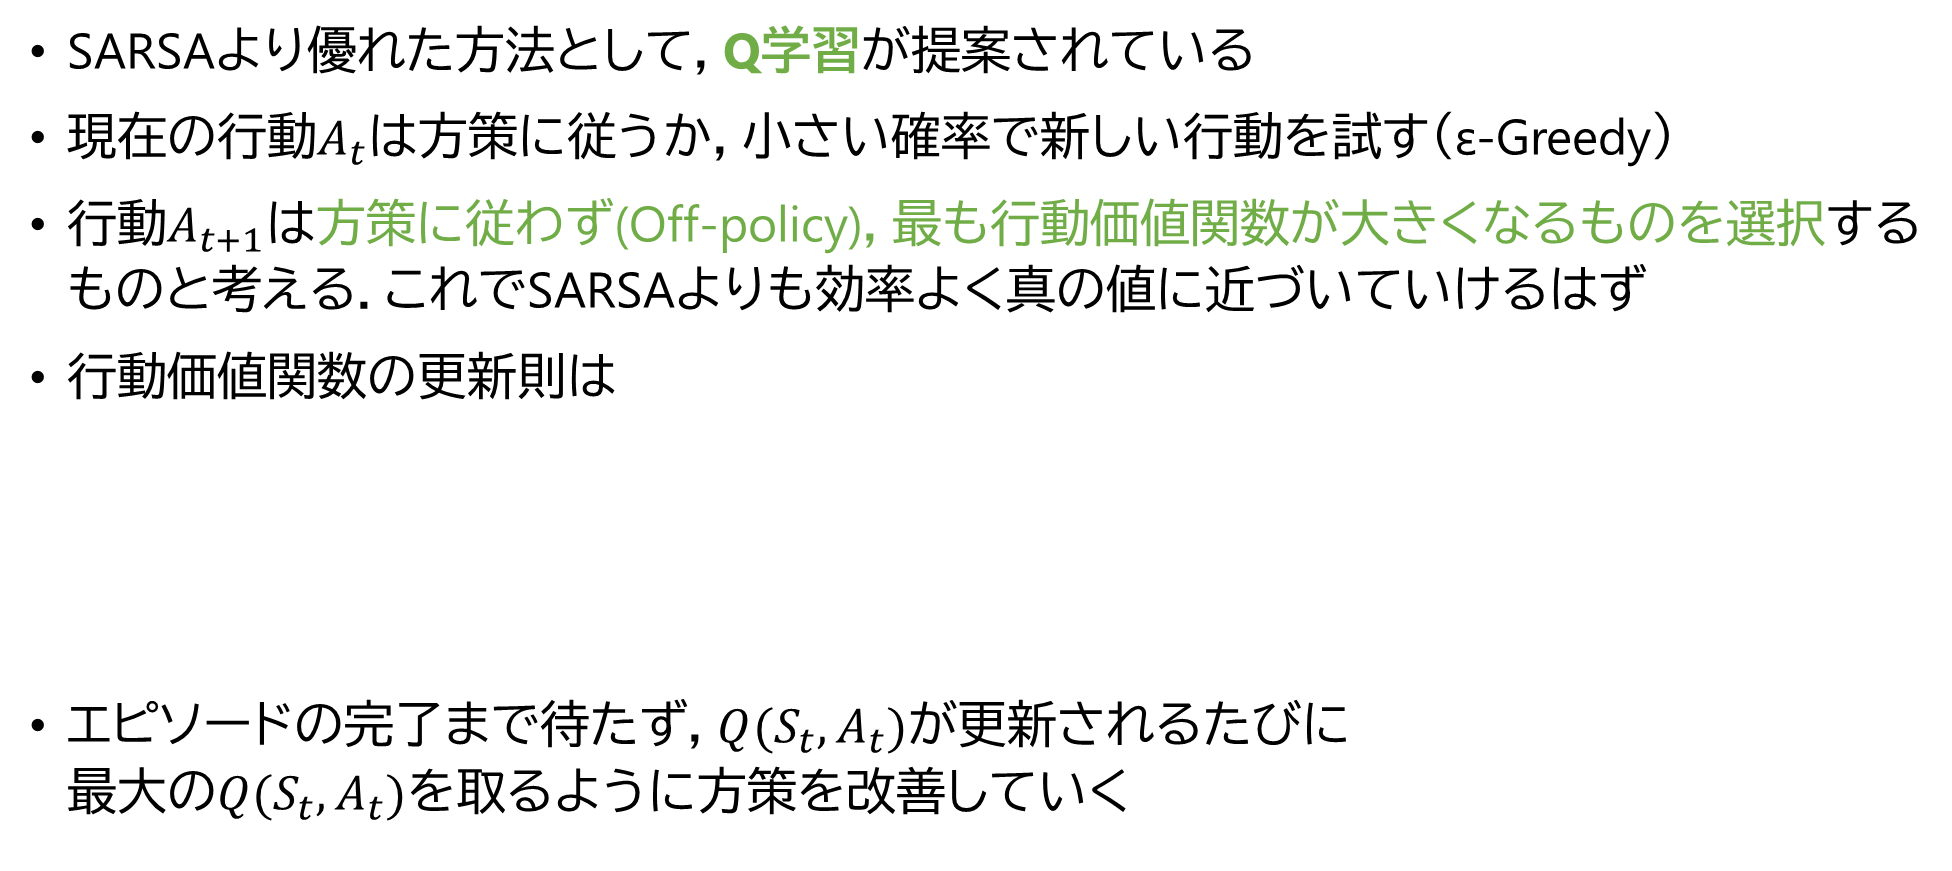 • SARSAより優れた方法として，Q学習が提案されている
• 現在の行動A_tは方策に従うか，小さい確率で新しい行動を試す（ε-Greedy）
• 行動A_{t+1}は方策に従わず(Off-policy)，最も行動価値関数が大きくなるものを選択する
ものと考える．これでSARSAよりも効率よく真の値に近づいていけるはず
• 行動価値関数の更新則は
• エピソードの完了まで待たず，Q(S_t, A_t)が更新されるたびに
最大のQ(S_t, A_t)を取るように方策を改善していく